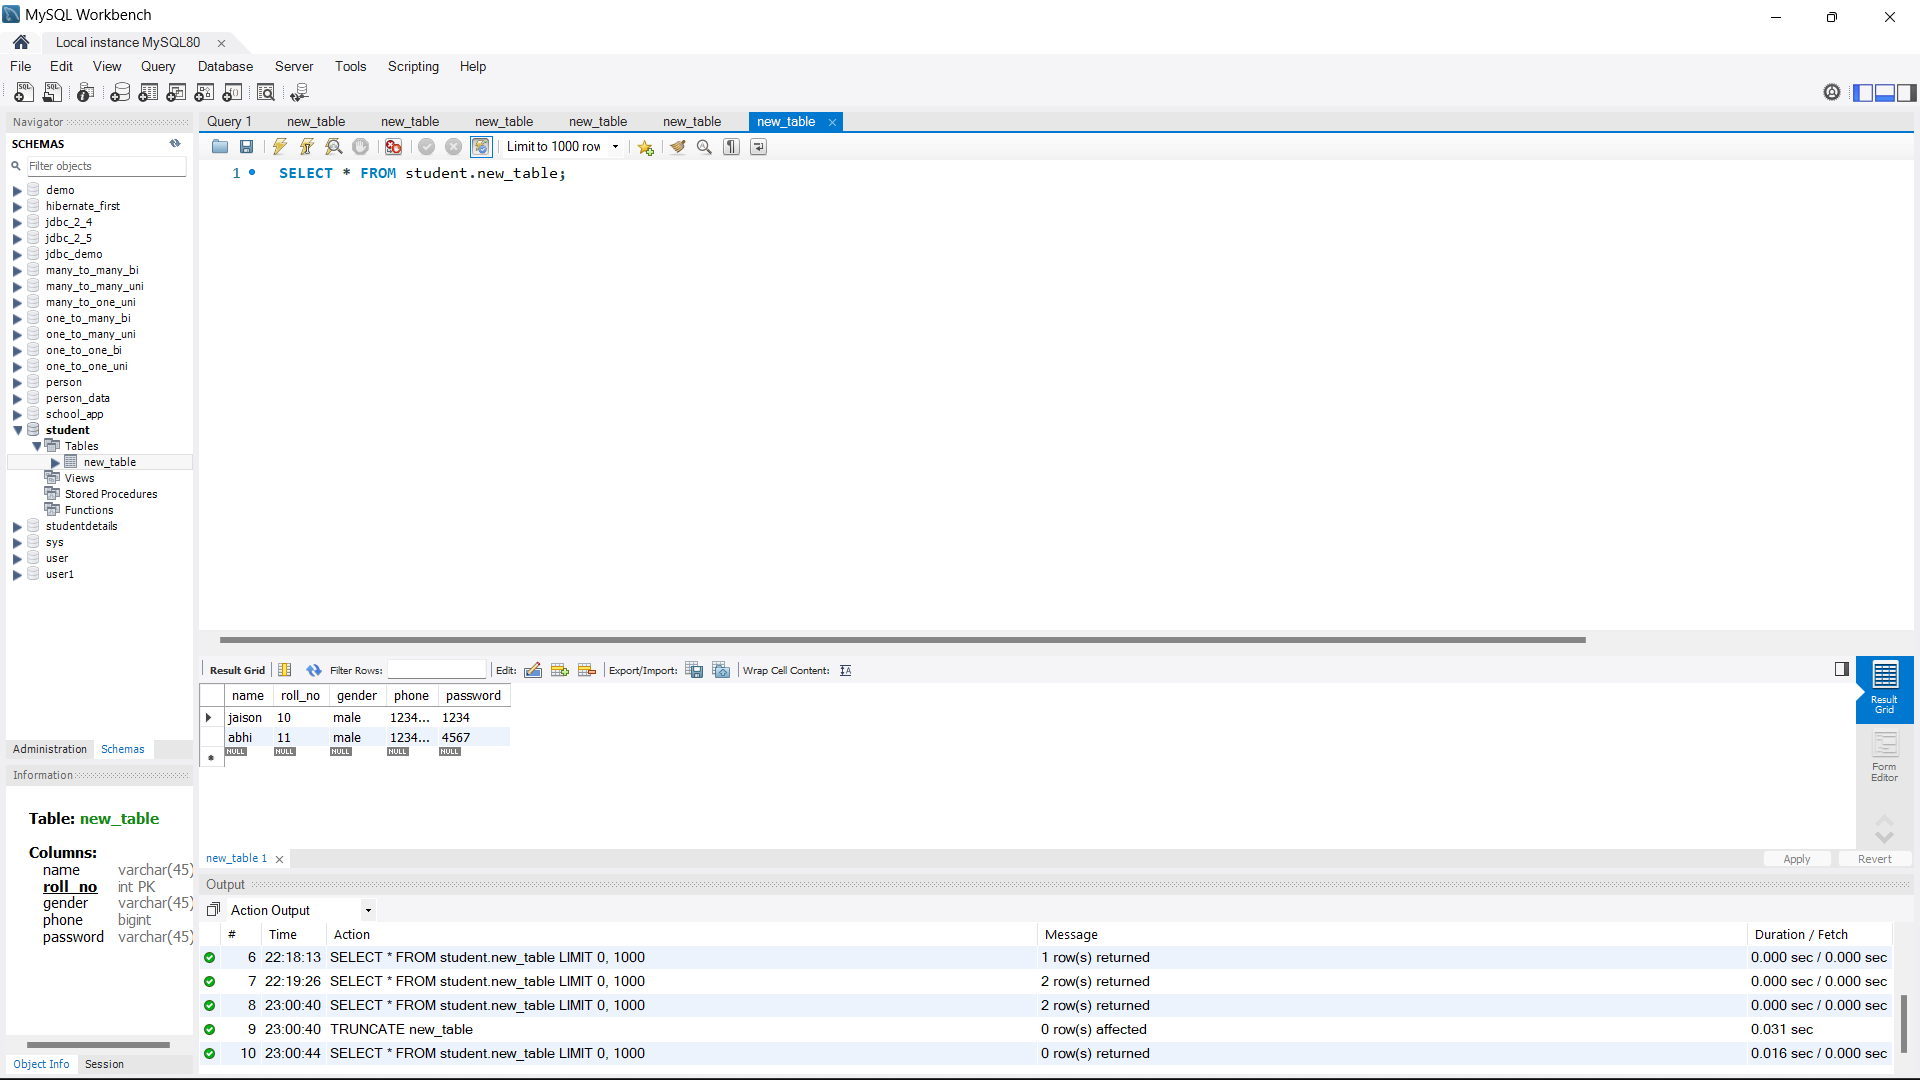 MySQL Workbench
Local instance MySQL80
File Edit View Query Database Server Tools Scripting Help
Navigator
SCHEMAS
Filter objects
demo
hibernate_first
jdbc_2_4
jdbc_2_5
jdbc_demo
many_to_many_bi
many_to_many_uni
many_to_one_uni
one_to_many_bi
one_to_many_uni
one_to_one_bi
one_to_one_uni
person
person_data
school_app
student
Tables
new_table
Views
Stored Procedures
Functions
studentdetails
sys
user
user1
Administration Schemas
Information
Table: new_table
Columns:
name varchar(45)
roll_no int PK
gender varchar(45)
phone bigint
password varchar(45)
Object Info Session
Query 1 new_table new_table new_table new_table new_table new_table
Limit to 1000 row
1 SELECT * FROM student.new_table;
Result Grid Filter Rows: Edit: Export/Import: Wrap Cell Content:
name roll_no gender phone password
jaison 10 male 1234... 1234
abhi 11 male 1234... 4567
NULL NULL NULL NULL NULL
Result Grid
Form Editor
new_table 1
Apply Revert
Output
Action Output
# Time Action Message Duration / Fetch
6 22:18:13 SELECT * FROM student.new_table LIMIT 0, 1000 1 row(s) returned 0.000 sec / 0.000 sec
7 22:19:26 SELECT * FROM student.new_table LIMIT 0, 1000 2 row(s) returned 0.000 sec / 0.000 sec
8 23:00:40 SELECT * FROM student.new_table LIMIT 0, 1000 2 row(s) returned 0.000 sec / 0.000 sec
9 23:00:40 TRUNCATE new_table 0 row(s) affected 0.031 sec
10 23:00:44 SELECT * FROM student.new_table LIMIT 0, 1000 0 row(s) returned 0.016 sec / 0.000 sec